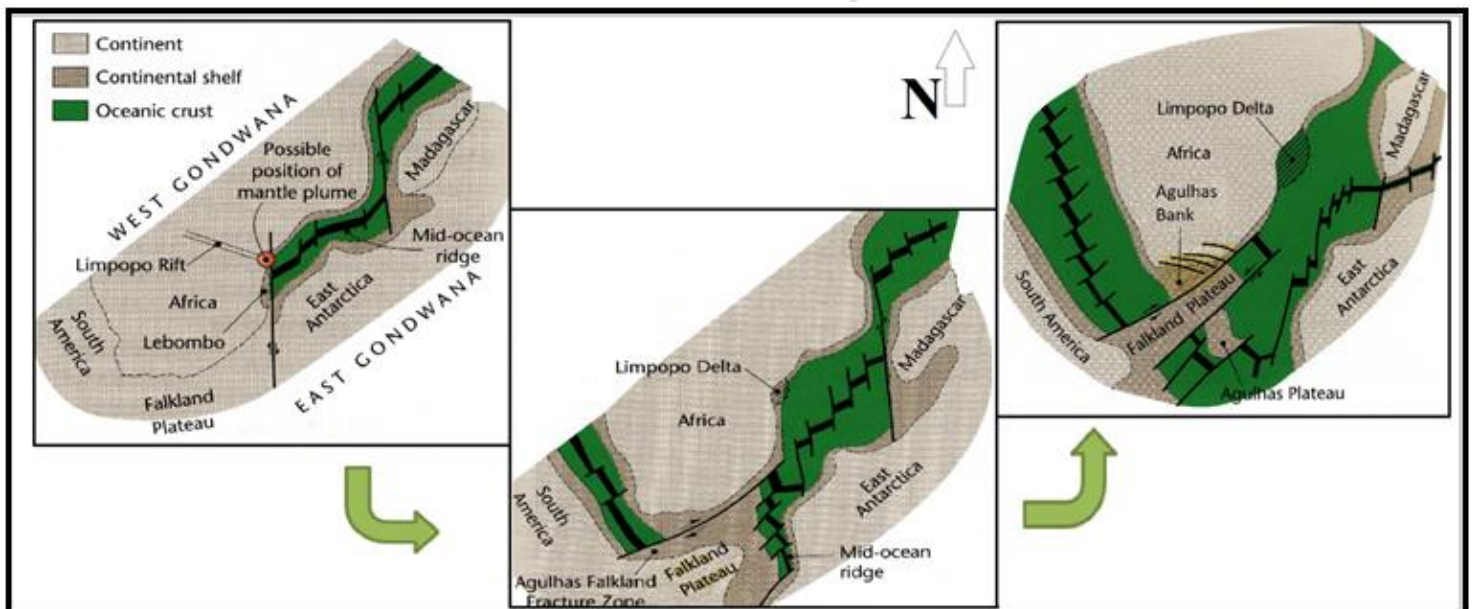 Continent
Continental shelf
Oceanic crust
WEST GONDWANA
Possible
position of
mantle plume
Madagascar
Mid-ocean
ridge
Limpopo Rift
Africa
East
Antarctica
South
America
Lebombo
EAST GONDWANA
Falkland
Plateau
N
Madagascar
Limpopo Delta
Africa
East
Antarctica
South
America
Falkland
Plateau
Mid-ocean
ridge
Agulhas Falkland
Fracture Zone
Limpopo Delta
Madagascar
Africa
Agulhas
Bank
East
Antarctica
South America
Falkland Plateau
Agulhas Plateau